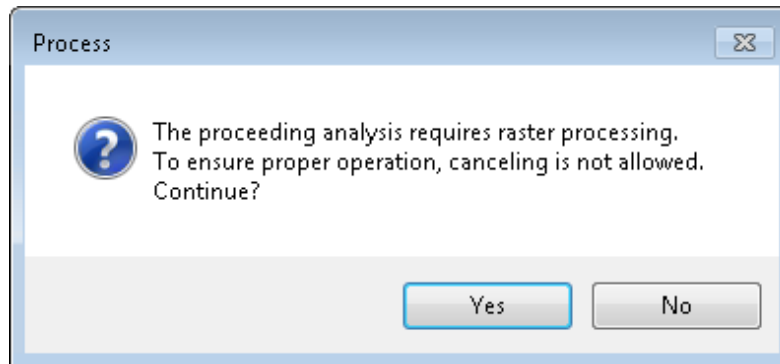 Process
The proceeding analysis requires raster processing.
To ensure proper operation, canceling is not allowed.
Continue?
Yes No